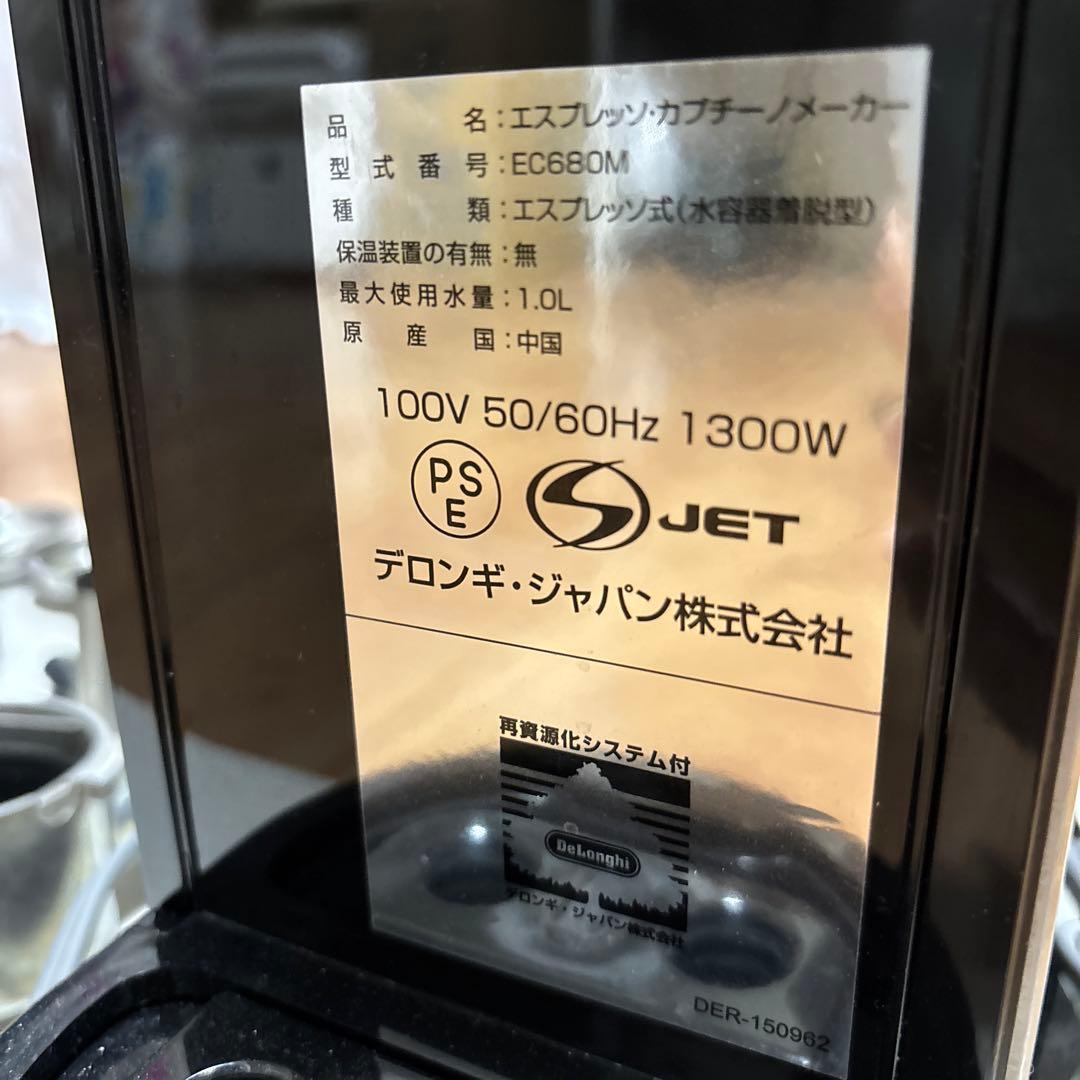 品名：エスプレッソ・カプチーノメーカー
型式番号：EC680M
種類：エスプレッソ式（水容器着脱型）
保温装置の有無：無
最大使用水量：1.0L
原産国：中国
100V 50/60Hz 1300W
PSE
S JET
デロンギ・ジャパン株式会社
再資源化システム付
DeLonghi
デロンギ・ジャパン株式会社
DER-150962